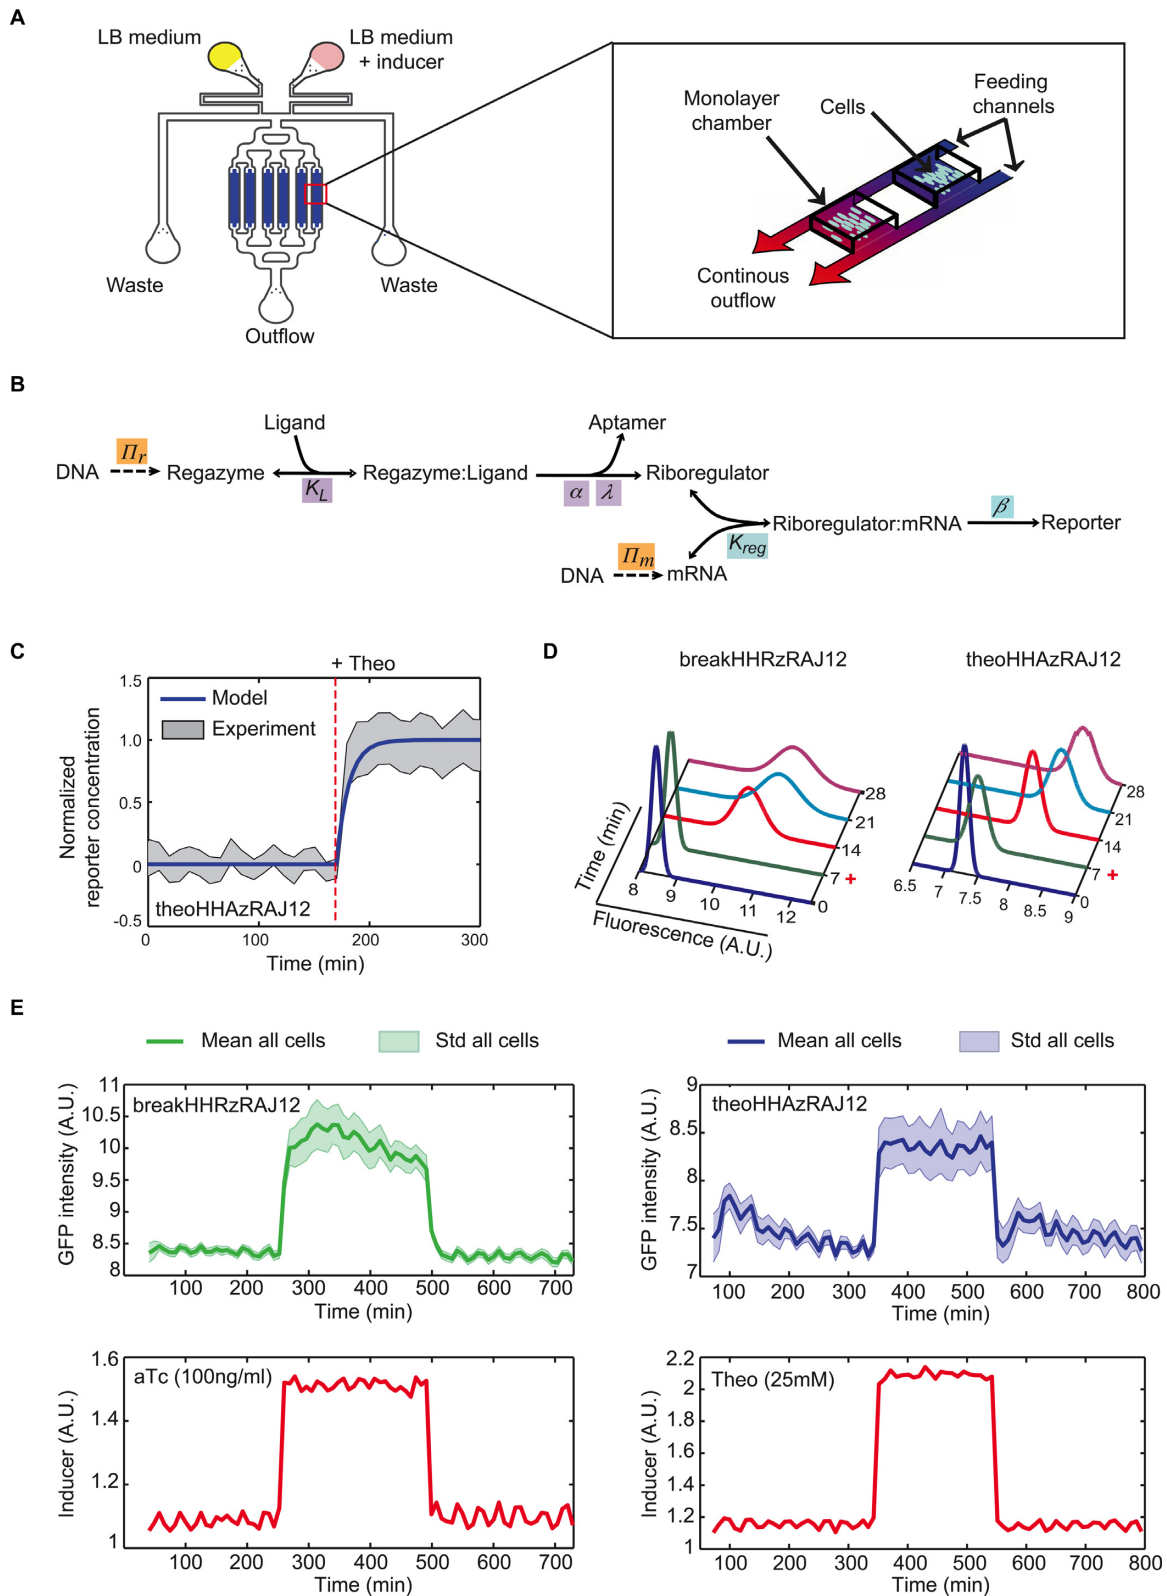 A
LB medium
LB medium
+ inducer
Waste
Waste
Outflow
Monolayer
chamber
Cells
Feeding
channels
Continous
outflow
B
Ligand
Aptamer
DNA
Πr
Regazyme
KL
Regazyme:Ligand
α
λ
Riboregulator
Kreg
Riboregulator:mRNA
β
Reporter
DNA
Πm
mRNA
C
+ Theo
Normalized
reporter concentration
1.5
1.0
0.5
0
-0.5
Model
Experiment
theoHHAzRAJ12
0
100
200
300
Time (min)
D
breakHHRzRAJ12
theoHHAzRAJ12
Time (min)
Fluorescence (A.U.)
8
9
10
11
12
0
7 +
14
21
28
6.5
7
7.5
8
8.5
9
0
7 +
14
21
28
E
Mean all cells
Std all cells
Mean all cells
Std all cells
GFP intensity (A.U.)
10.5
10
9.5
9
8.5
8
breakHHRzRAJ12
100 200 300 400 500 600 700
Time (min)
GFP intensity (A.U.)
9
8.5
8
7.5
7
theoHHAzRAJ12
100 200 300 400 500 600 700 800
Time (min)
Inducer (A.U.)
1.6
1.4
1.2
1
aTc (100ng/ml)
100 200 300 400 500 600 700
Time (min)
Inducer (A.U.)
2.2
2
1.8
1.6
1.4
1.2
1
Theo (25mM)
100 200 300 400 500 600 700 800
Time (min)